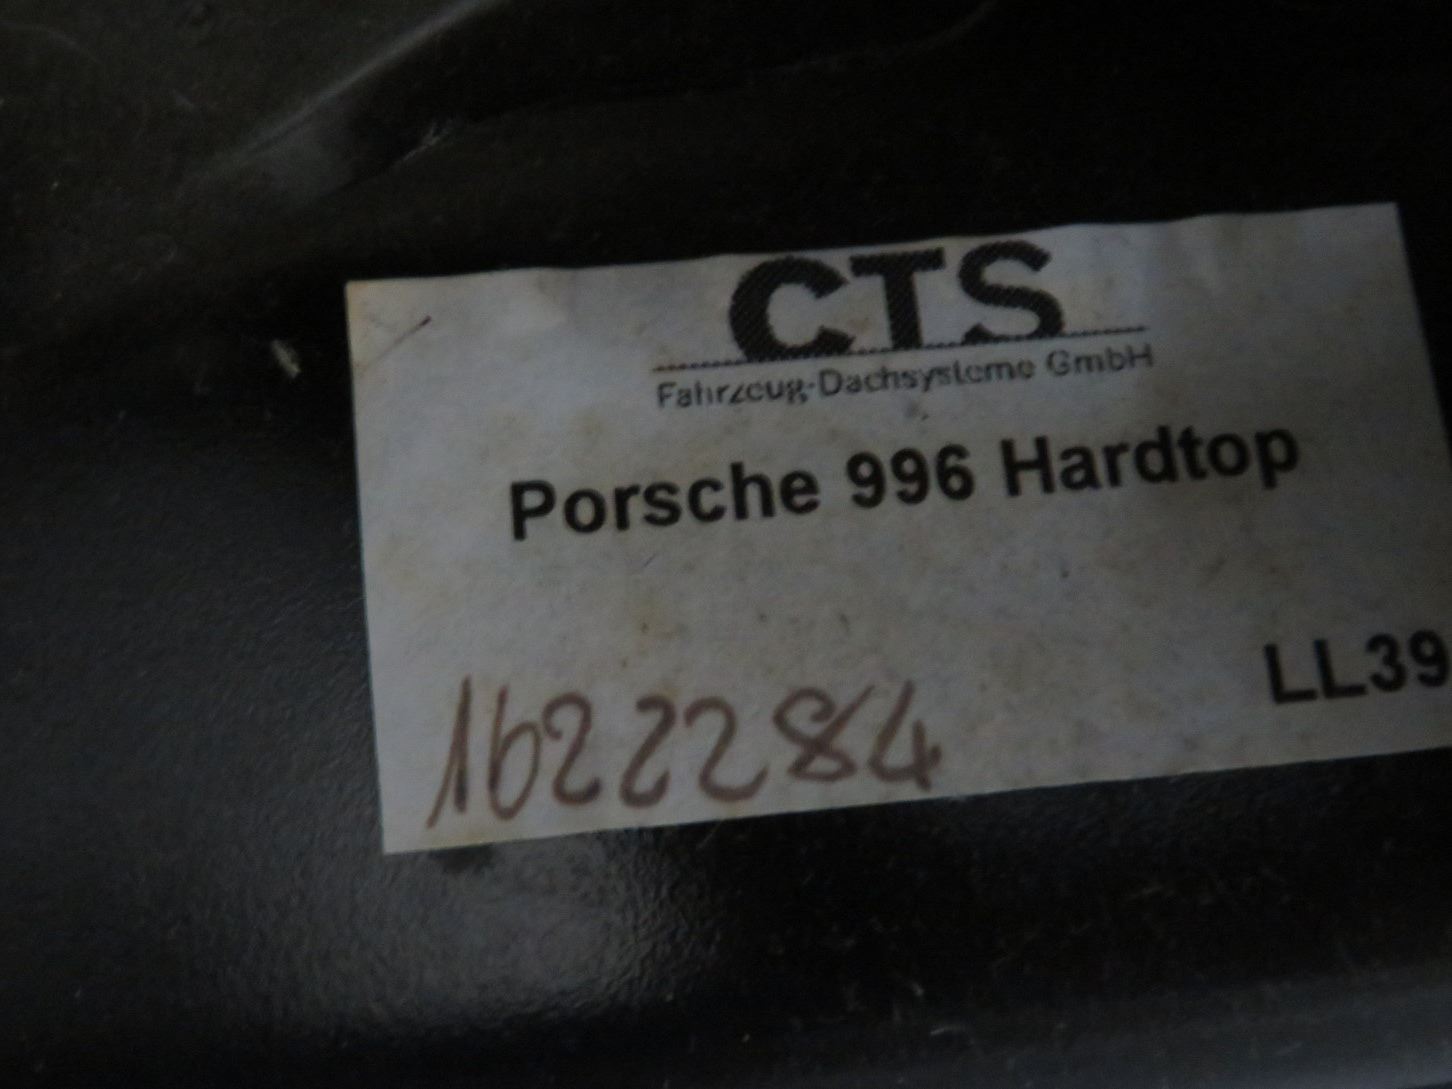 CTS
Fahrzeug-Dachsysteme GmbH
Porsche 996 Hardtop
LL39
1622284